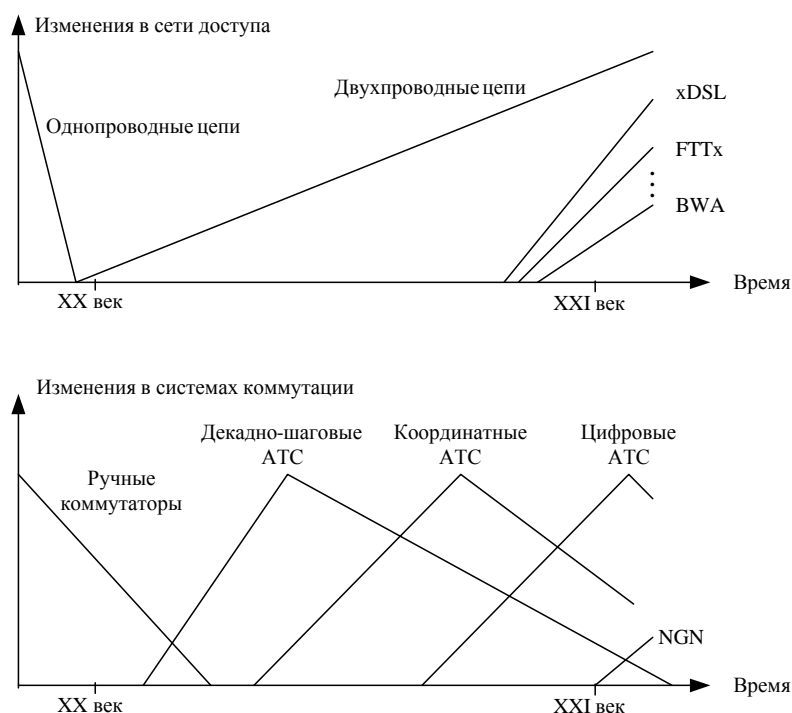 Изменения в сети доступа
Двухпроводные цепи
xDSL
Однопроводные цепи
FTTx
BWA
Время
XX век
XXI век
Изменения в системах коммутации
Декадно-шаговые
АТС
Координатные
АТС
Цифровые
АТС
Ручные
коммутаторы
NGN
Время
XX век
XXI век